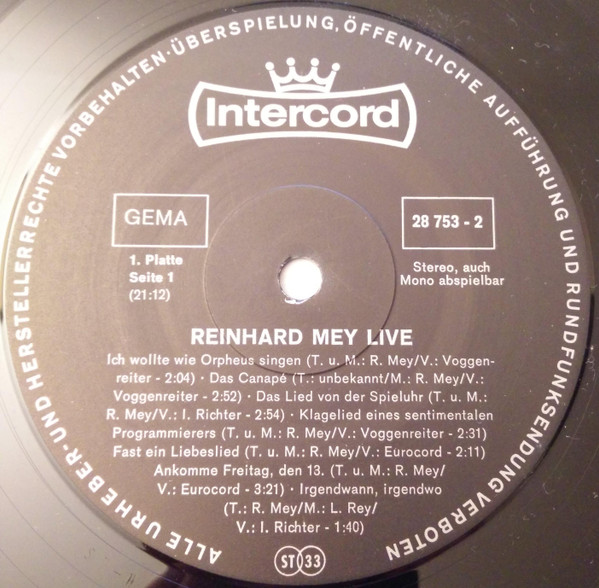 ALLE URHEBER- UND HERSTELLERRECHTE VORBEHALTEN · ÜBERSPIELUNG, ÖFFENTLICHE AUFFÜHRUNG UND RUNDFUNKSENDUNG VERBOTEN
Intercord
GEMA
28 753 - 2
1. Platte
Seite 1
(21:12)
Stereo, auch
Mono abspielbar
REINHARD MEY LIVE
Ich wollte wie Orpheus singen (T. u. M.: R. Mey/V.: Voggen-
reiter - 2:04) · Das Canapé (T.: unbekannt/M.: R. Mey/V.:
Voggenreiter - 2:52) · Das Lied von der Spieluhr (T. u. M.:
R. Mey/V.: I. Richter - 2:54) · Klagelied eines sentimentalen
Programmierers (T. u. M.: R. Mey/V.: Voggenreiter - 2:31)
Fast ein Liebeslied (T. u. M.: R. Mey/V.: Eurocord - 2:11)
Ankomme Freitag, den 13. (T. u. M.: R. Mey/
V.: Eurocord - 3:21) · Irgendwann, irgendwo
(T.: R. Mey/M.: L. Rey/
V.: I. Richter - 1:40)
ST 33